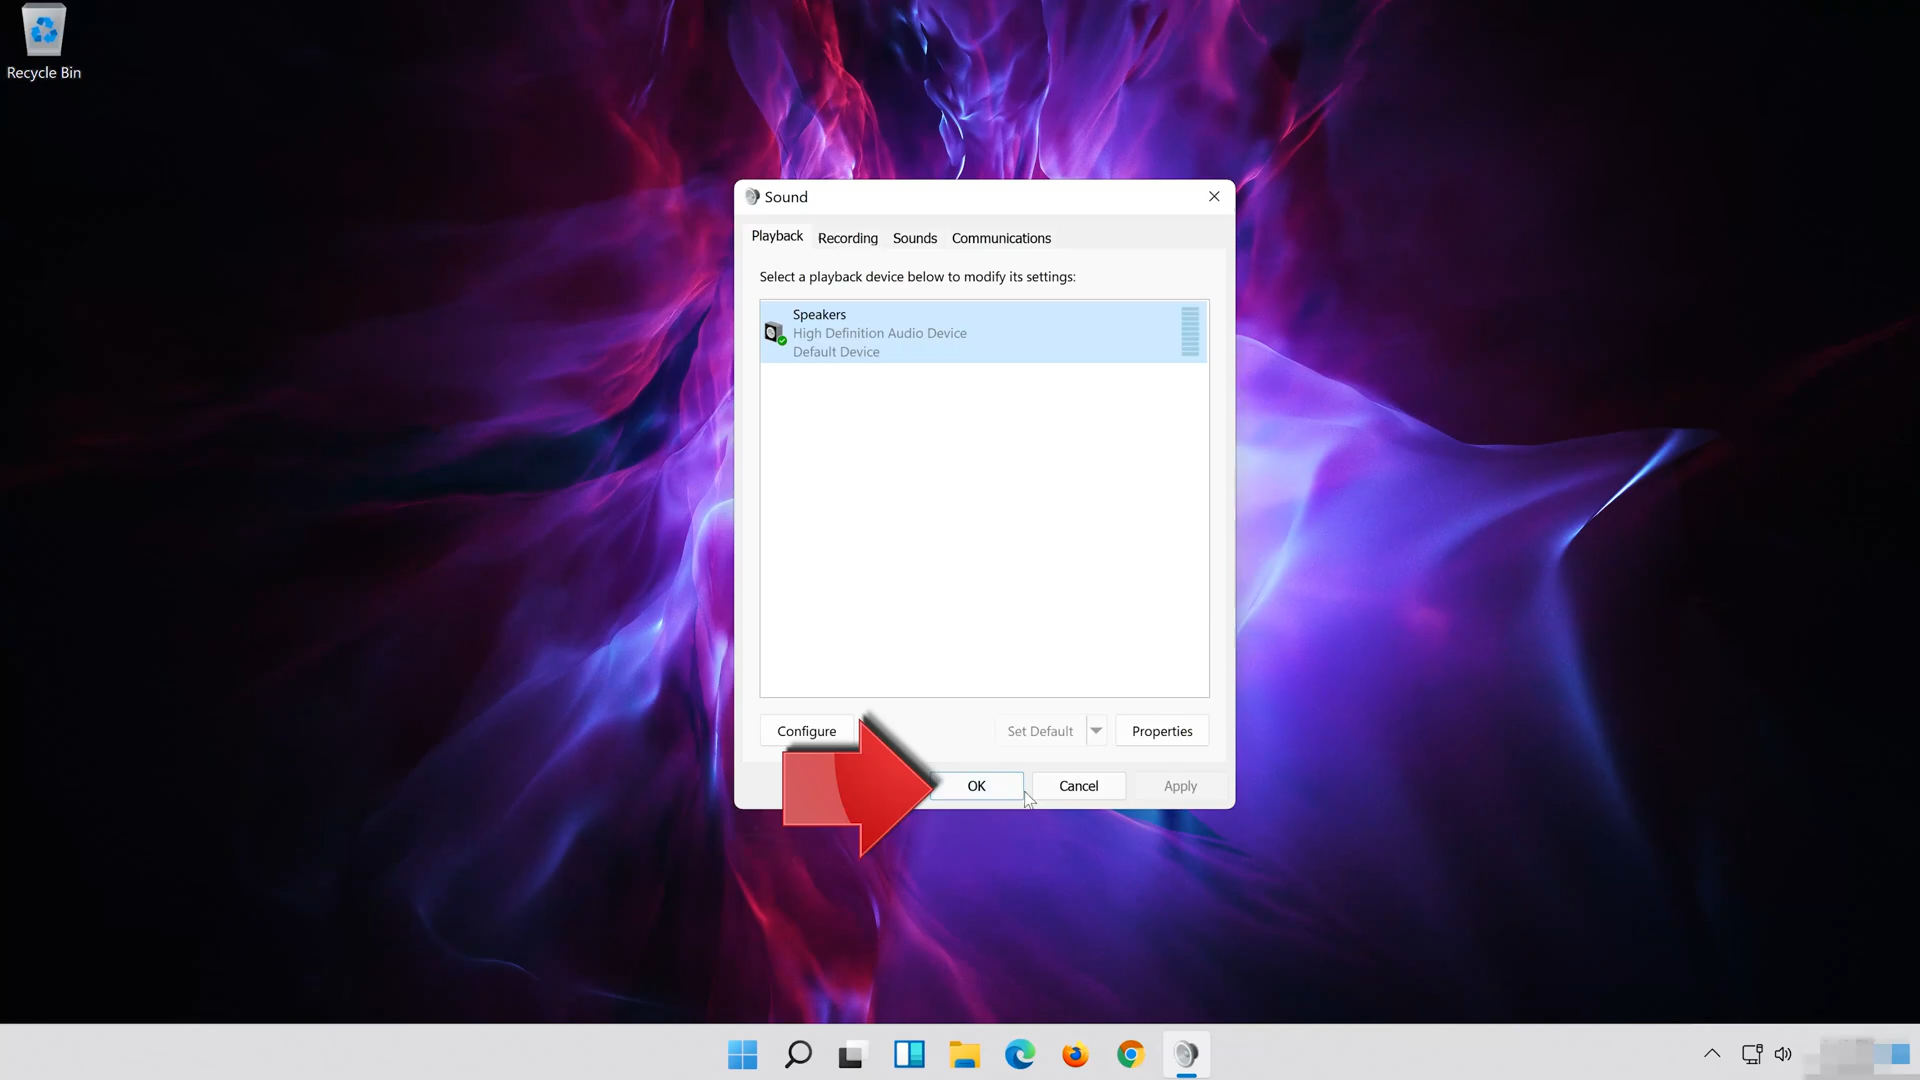 Recycle Bin
Sound
Playback Recording Sounds Communications
Select a playback device below to modify its settings:
Speakers
High Definition Audio Device
Default Device
Configure Set Default Properties
OK Cancel Apply